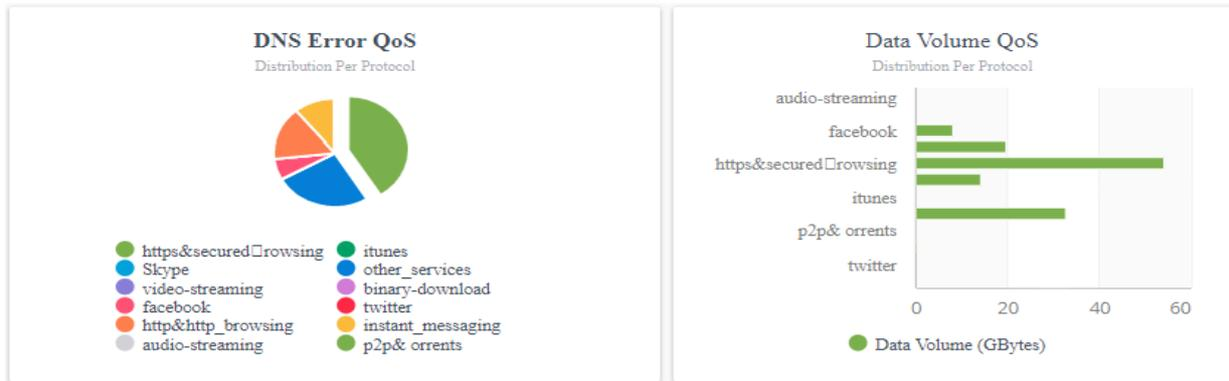 DNS Error QoS
Distribution Per Protocol
https&secured□rowsing
itunes
Skype
other_services
video-streaming
binary-download
facebook
twitter
http&http_browsing
instant_messaging
audio-streaming
p2p& orrents
Data Volume QoS
Distribution Per Protocol
audio-streaming
facebook
https&secured□rowsing
itunes
p2p& orrents
twitter
0 20 40 60
Data Volume (GBytes)